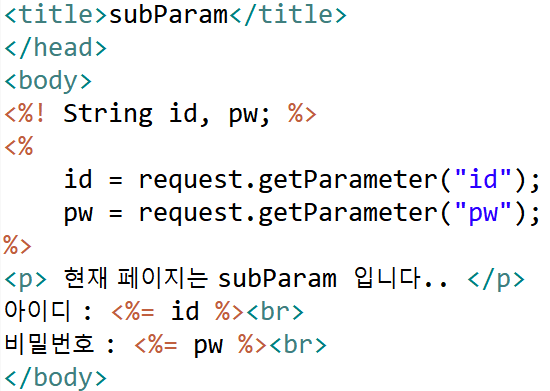 <title>subParam</title>
</head>
<body>
<%! String id, pw; %>
<%
    id = request.getParameter("id");
    pw = request.getParameter("pw");
%>
<p> 현재 페이지는 subParam 입니다.. </p>
아이디 : <%= id %><br>
비밀번호 : <%= pw %><br>
</body>